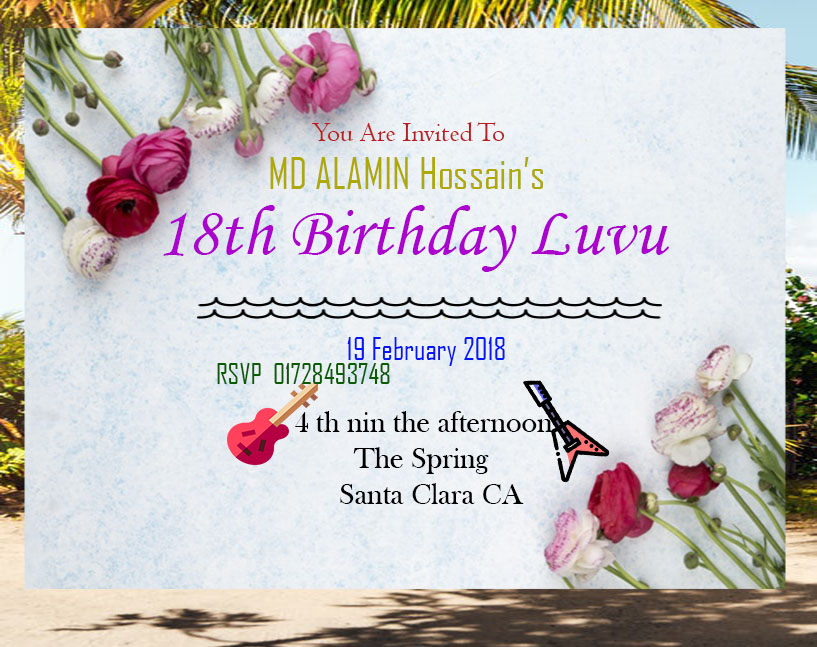 You Are Invited To
MD ALAMIN Hossain's
18th Birthday Luvu
19 February 2018
RSVP 01728493748
4 th nin the afternoon
The Spring
Santa Clara CA